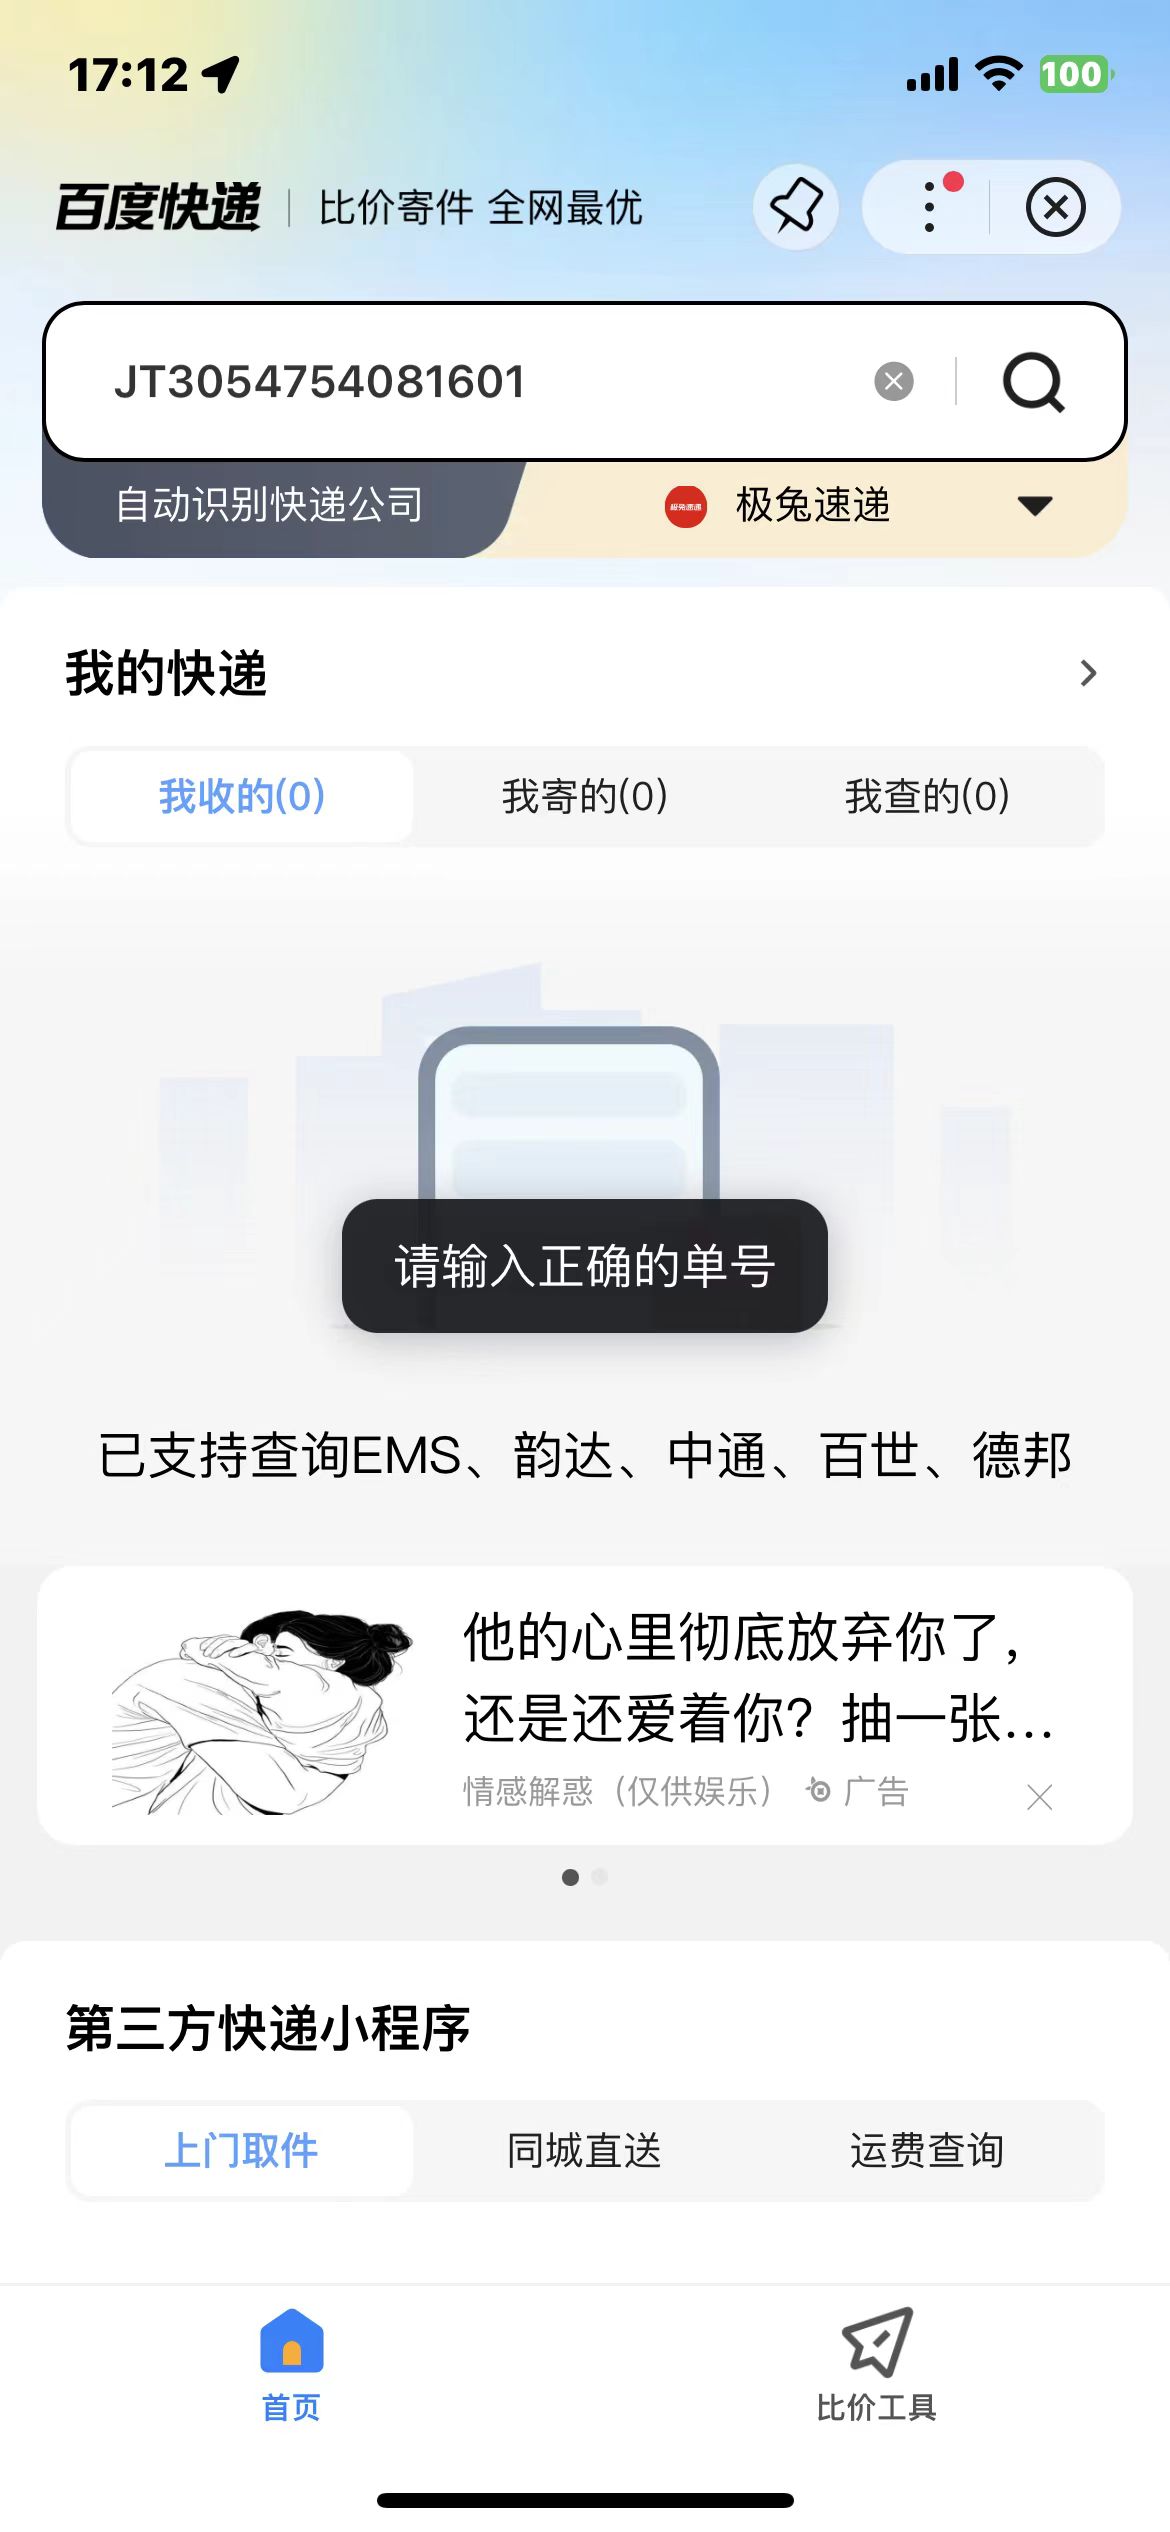 17:12
100
百度快递 | 比价寄件 全网最优
JT3054754081601
自动识别快递公司
极兔速递 极兔速递
我的快递
我收的(0) 我寄的(0) 我查的(0)
请输入正确的单号
已支持查询EMS、韵达、中通、百世、德邦
他的心里彻底放弃你了，
还是还爱着你？抽一张...
情感解惑（仅供娱乐） 广告
第三方快递小程序
上门取件 同城直送 运费查询
首页 比价工具